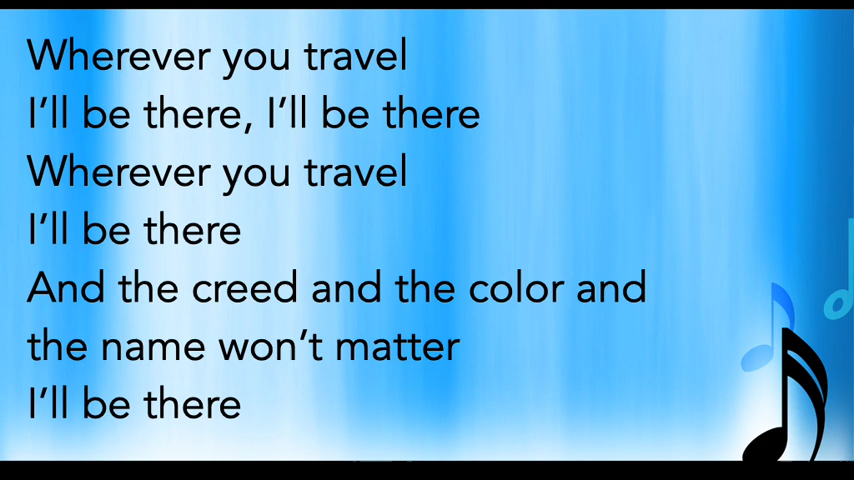 Wherever you travel
I'll be there, I'll be there
Wherever you travel
I'll be there
And the creed and the color and
the name won't matter
I'll be there